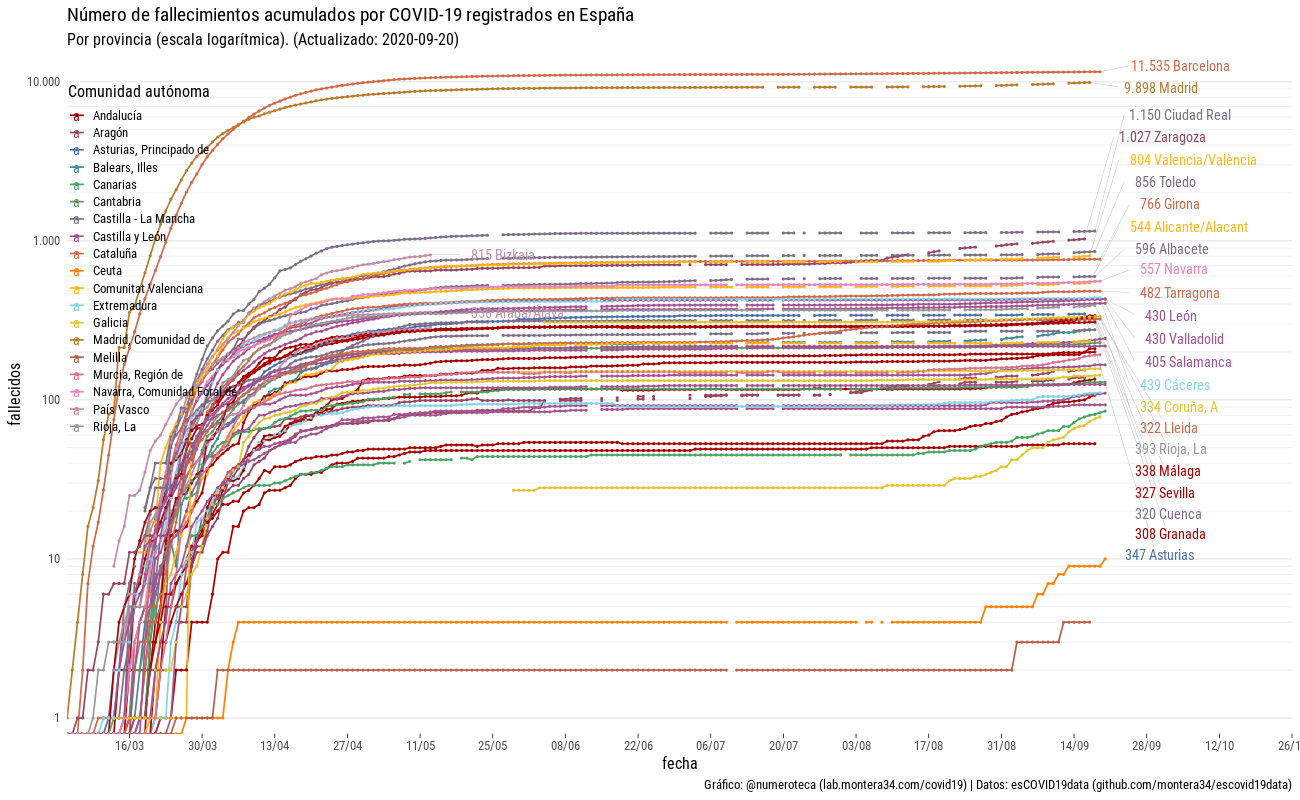 Número de fallecimientos acumulados por COVID-19 registrados en España
Por provincia (escala logarítmica). (Actualizado: 2020-09-20)
Comunidad autónoma
Andalucía
Aragón
Asturias, Principado de
Balears, Illes
Canarias
Cantabria
Castilla - La Mancha
Castilla y León
Cataluña
Ceuta
Comunitat Valenciana
Extremadura
Galicia
Madrid, Comunidad de
Melilla
Murcia, Región de
Navarra, Comunidad Foral de
País Vasco
Rioja, La
fallecidos
10.000
1.000
100
10
1
815 Bizkaia
Araba/Álava
11.535 Barcelona
9.898 Madrid
1.150 Ciudad Real
1.027 Zaragoza
804 Valencia/València
856 Toledo
766 Girona
544 Alicante/Alacant
596 Albacete
557 Navarra
482 Tarragona
430 León
430 Valladolid
405 Salamanca
439 Cáceres
334 Coruña, A
322 Lleida
393 Rioja, La
338 Málaga
327 Sevilla
320 Cuenca
308 Granada
347 Asturias
16/03 30/03 13/04 27/04 11/05 25/05 08/06 22/06 06/07 20/07 03/08 17/08 31/08 14/09 28/09 12/10 26/1
fecha
Gráfico: @numeroteca (lab.montera34.com/covid19) | Datos: esCOVID19data (github.com/montera34/escovid19data)